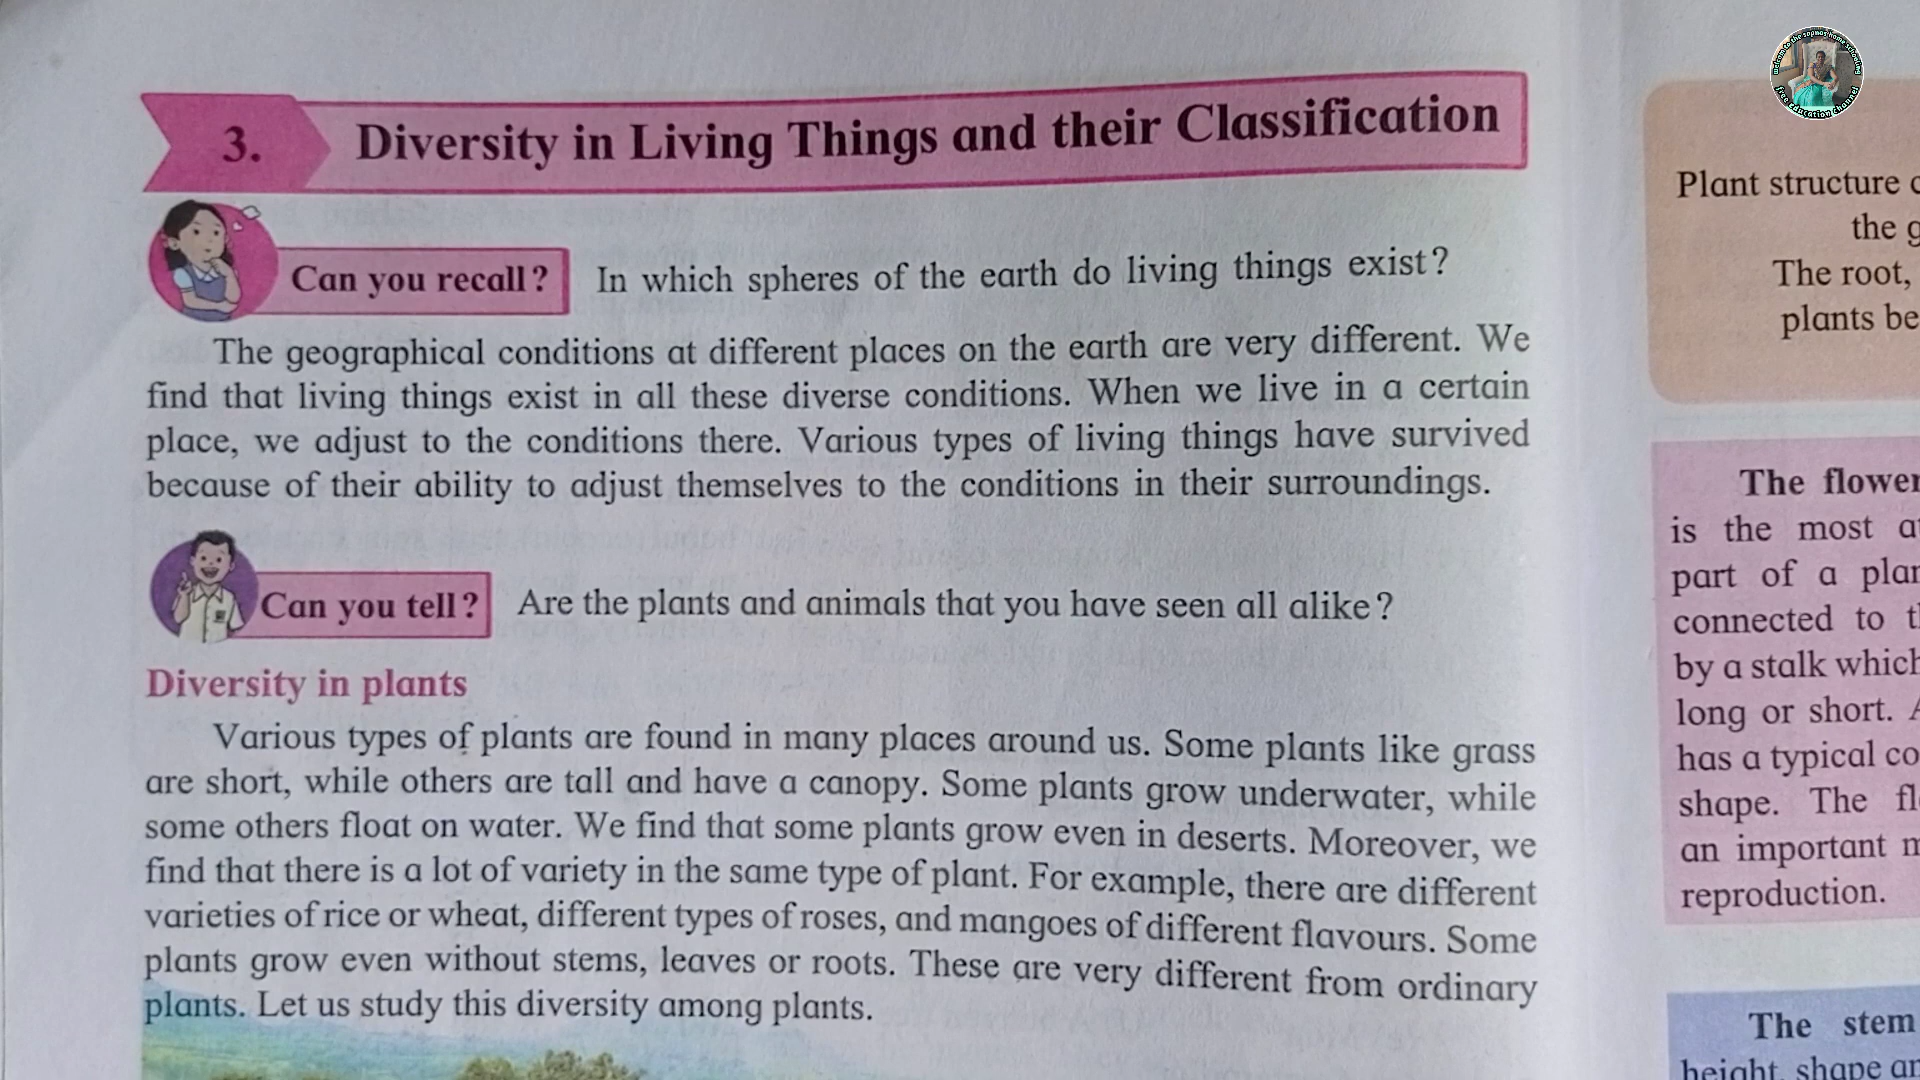 3. Diversity in Living Things and their Classification
Can you recall? In which spheres of the earth do living things exist?
The geographical conditions at different places on the earth are very different. We
find that living things exist in all these diverse conditions. When we live in a certain
place, we adjust to the conditions there. Various types of living things have survived
because of their ability to adjust themselves to the conditions in their surroundings.
Can you tell? Are the plants and animals that you have seen all alike?
Diversity in plants
Various types of plants are found in many places around us. Some plants like grass
are short, while others are tall and have a canopy. Some plants grow underwater, while
some others float on water. We find that some plants grow even in deserts. Moreover, we
find that there is a lot of variety in the same type of plant. For example, there are different
varieties of rice or wheat, different types of roses, and mangoes of different flavours. Some
plants grow even without stems, leaves or roots. These are very different from ordinary
plants. Let us study this diversity among plants.
Plant structure
the
The root,
plants
The flower
is the most
part of a
connected to
by a stalk which
long or short.
has a typical
shape. The
an important
reproduction.
The stem
height, shape
free education channel